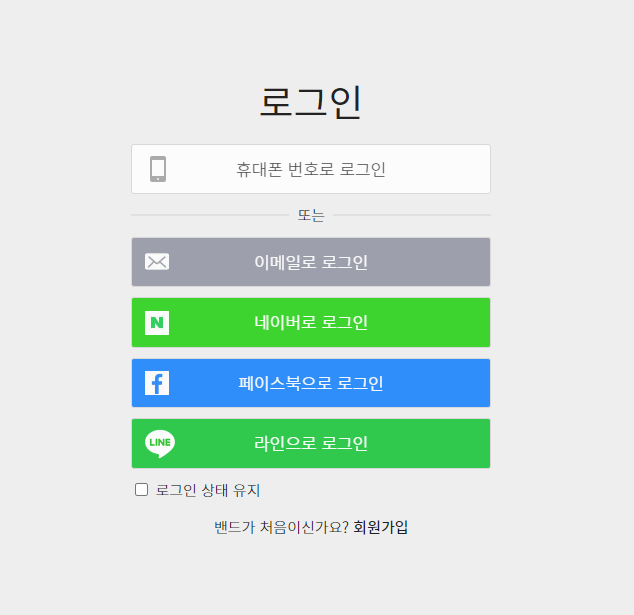 로그인
휴대폰 번호로 로그인
또는
이메일로 로그인
N 네이버로 로그인
f 페이스북으로 로그인
LINE 라인으로 로그인
로그인 상태 유지
밴드가 처음이신가요? 회원가입